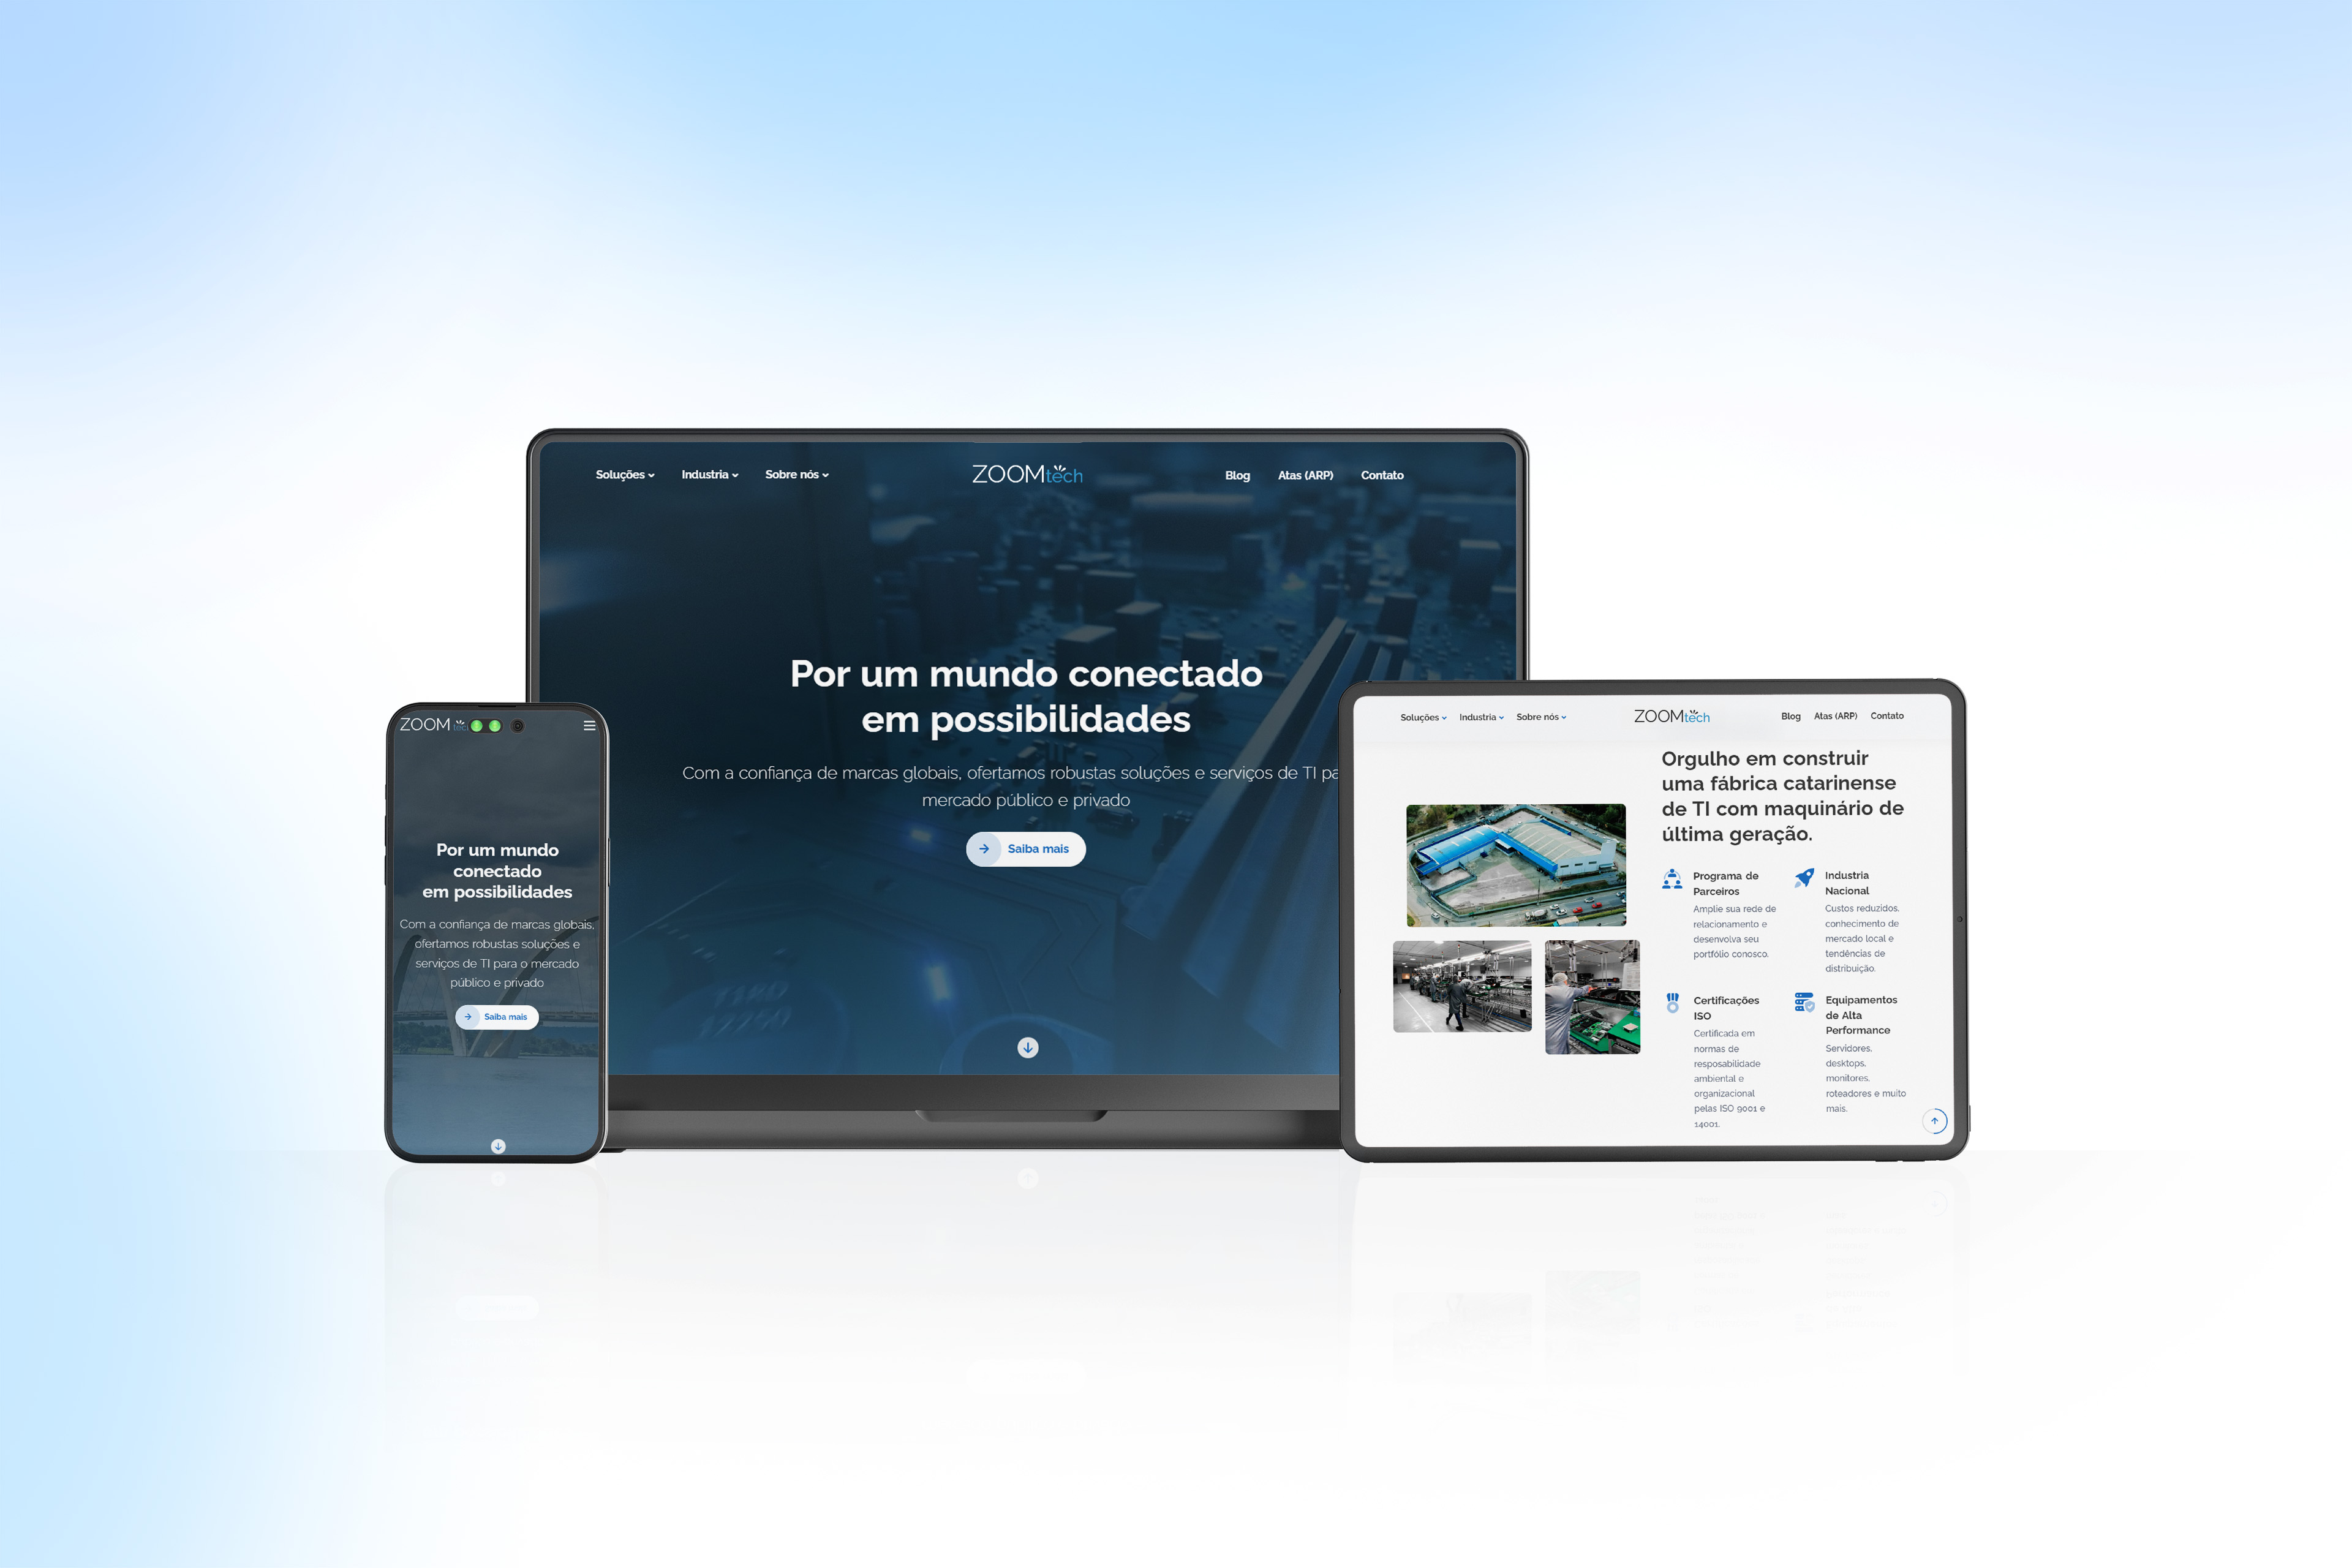 Soluções Industria Sobre nós ZOOMtech Blog Atas (ARP) Contato
Por um mundo conectado
em possibilidades
Com a confiança de marcas globais, ofertamos robustas soluções e serviços de TI
mercado público e privado
Saiba mais
ZOOM tec
Por um mundo
conectado
em possibilidades
Com a confiança de marcas globais,
ofertamos robustas soluções e
serviços de TI para o mercado
público e privado
Saiba mais
Soluções Industria Sobre nós ZOOMtech Blog Atas (ARP) Contato
Orgulho em construir
uma fábrica catarinense
de TI com maquinário de
última geração.
Programa de
Parceiros
Amplie sua rede de
relacionamento e
desenvolva seu
portfólio conosco.
Industria
Nacional
Custos reduzidos,
conhecimento de
mercado local e
tendências de
distribuição.
Certificações
ISO
Certificada em
normas de
resposabilidade
ambiental e
organizacional
pelas ISO 9001 e
14001.
Equipamentos
de Alta
Performance
Servidores,
desktops,
monitores,
roteadores e muito
mais.